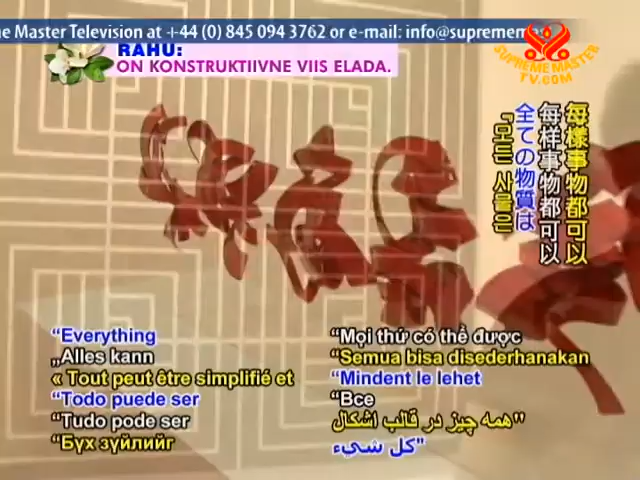 e Master Television at +44 (0) 845 094 3762 or e-mail: info@suprememas
SUPREME MASTER
TV.COM
RAHU:
ON KONSTRUKTIIVNE VIIS ELADA.
每樣事物都可以
每样事物都可以
全ての物質は
「모든 사물은
“Everything
„Alles kann
« Tout peut être simplifié et
“Todo puede ser
“Tudo pode ser
“Бүх зүйлийг
“Mọi thứ có thể được
“Semua bisa disederhanakan
“Mindent le lehet
“Все
"همه چیز در قالب اشکال
"كل شيء